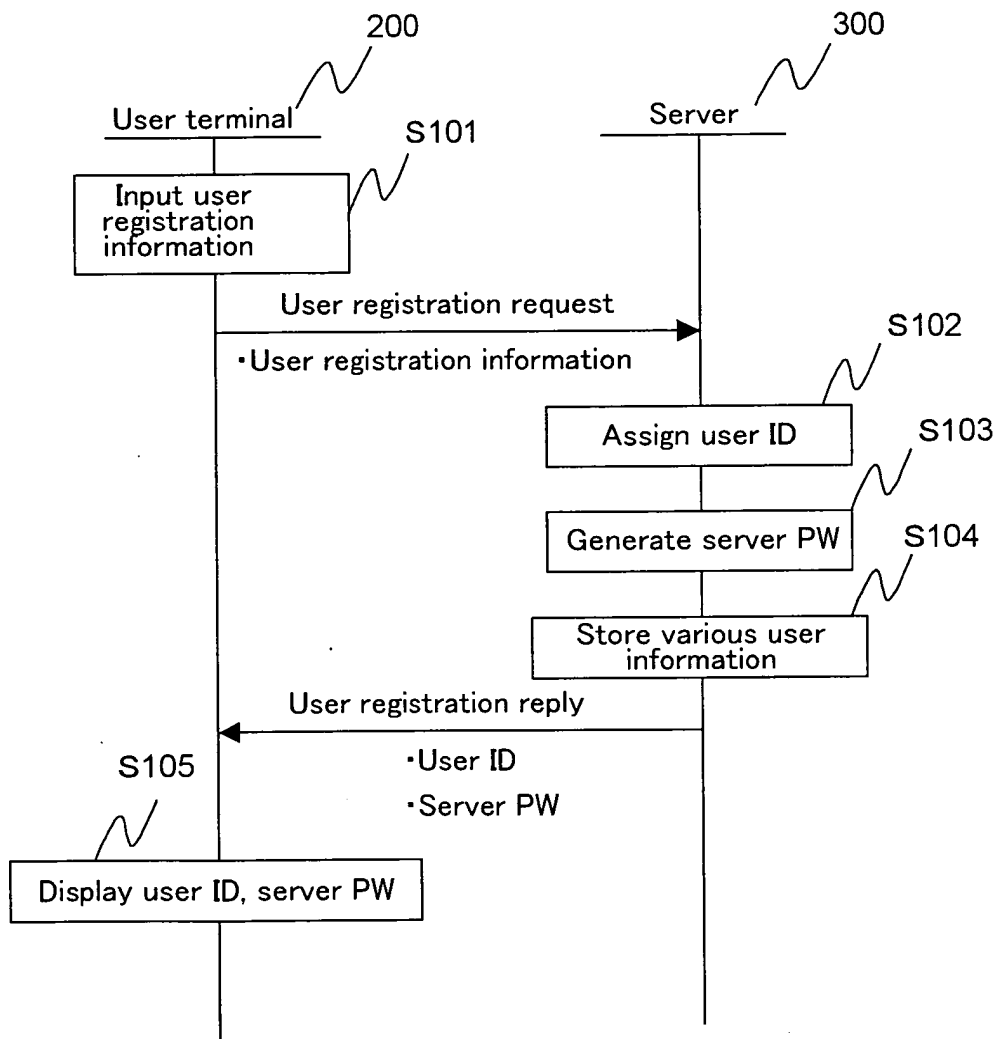 200
300
User terminal
Server
S101
Input user
registration
information
User registration request
・User registration information
S102
Assign user ID
S103
Generate server PW
S104
Store various user
information
User registration reply
・User ID
・Server PW
S105
Display user ID, server PW